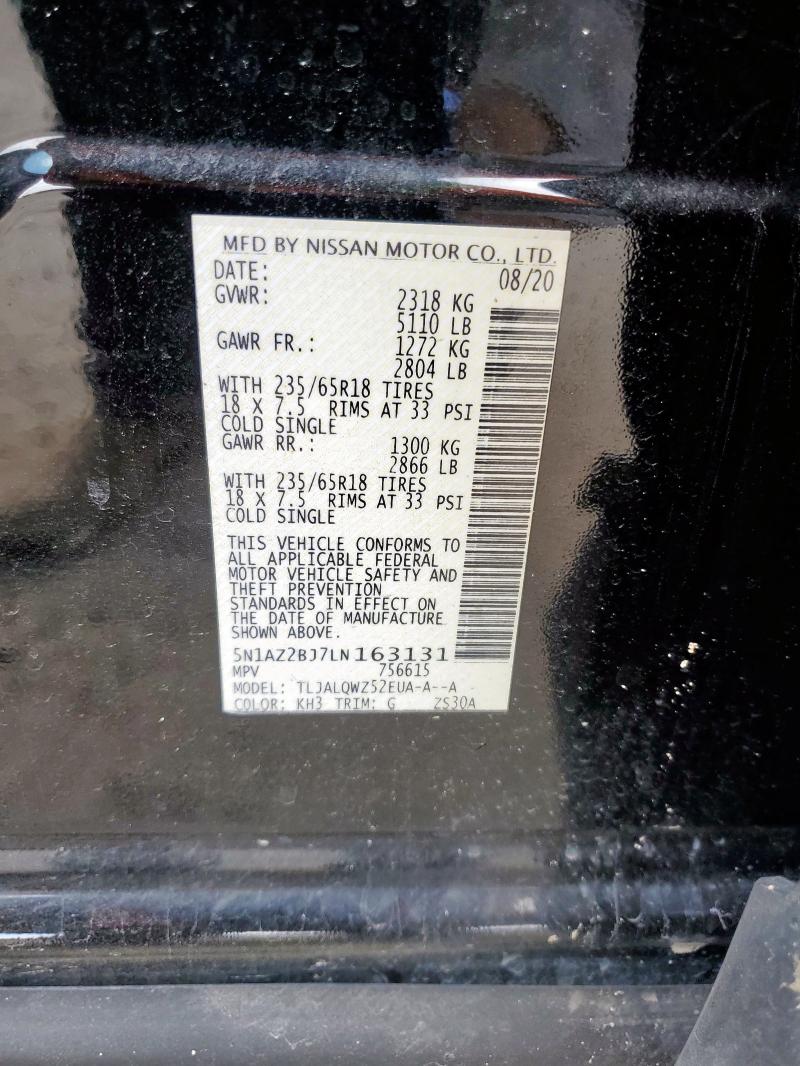 MFD BY NISSAN MOTOR CO., LTD.
DATE: 08/20
GVWR: 2318 KG
5110 LB
GAWR FR.: 1272 KG
2804 LB
WITH 235/65R18 TIRES
18 X 7.5 RIMS AT 33 PSI
COLD SINGLE
GAWR RR.: 1300 KG
2866 LB
WITH 235/65R18 TIRES
18 X 7.5 RIMS AT 33 PSI
COLD SINGLE
THIS VEHICLE CONFORMS TO
ALL APPLICABLE FEDERAL
MOTOR VEHICLE SAFETY AND
THEFT PREVENTION
STANDARDS IN EFFECT ON
THE DATE OF MANUFACTURE
SHOWN ABOVE.
5N1AZ2BJ7LN163131
MPV 756615
MODEL: TLJALQWZ52EUA-A--A
COLOR: KH3 TRIM: G ZS30A